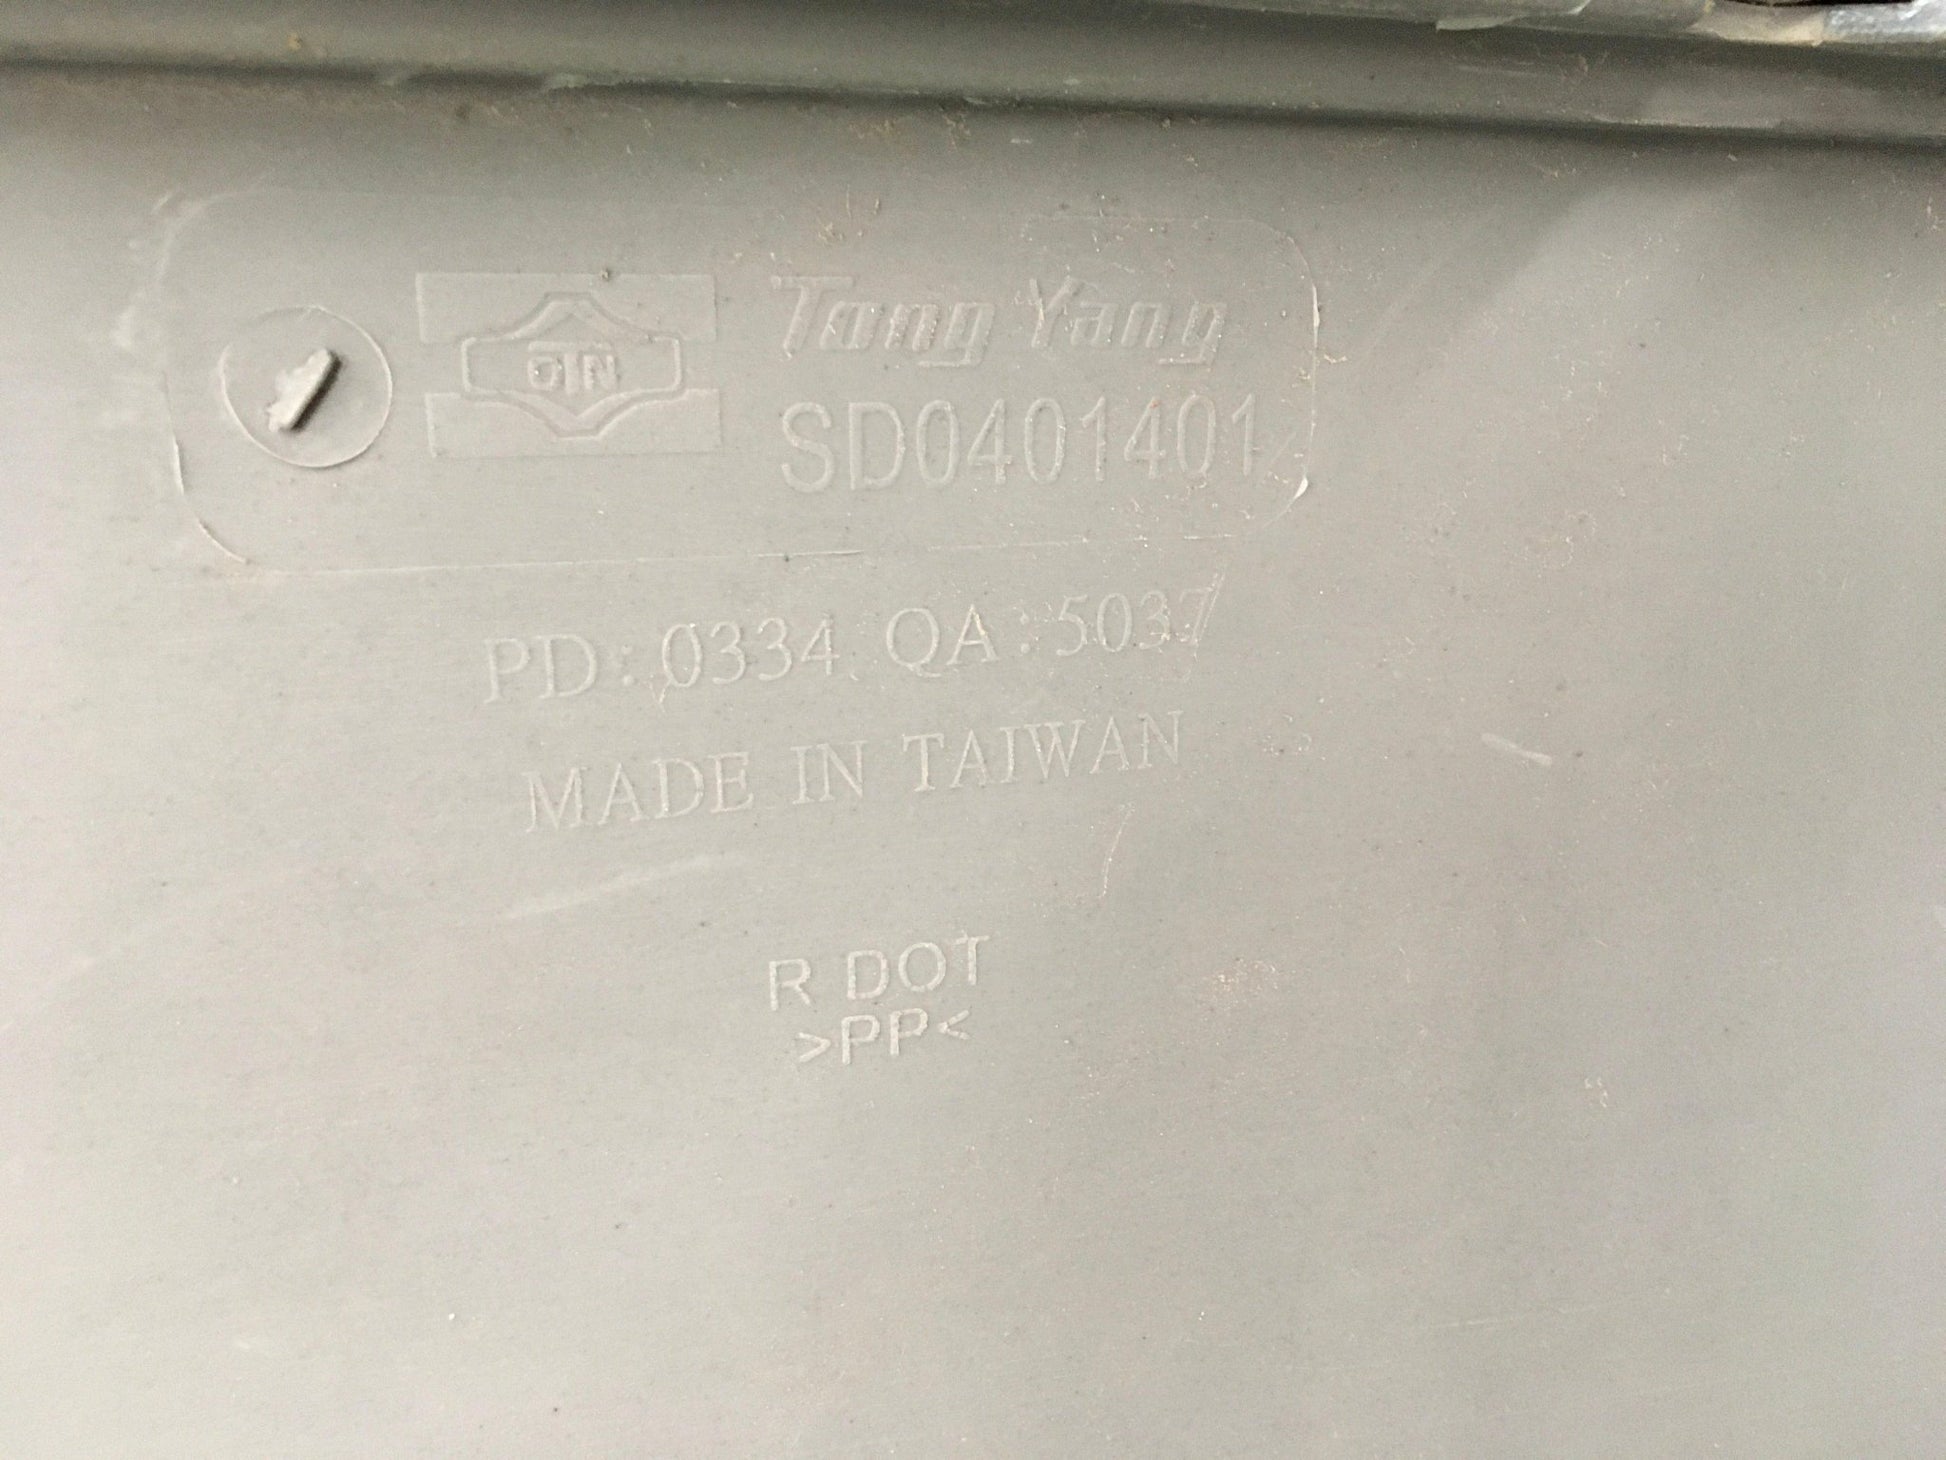 Tong Yang
SD0401401
PD:0334 QA:5037
MADE IN TAIWAN
R DOT
>PP<